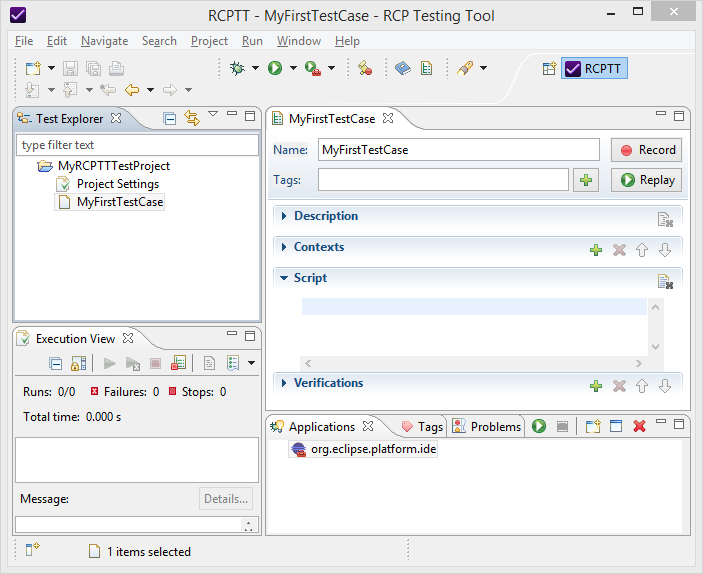 RCPTT - MyFirstTestCase - RCP Testing Tool
File Edit Navigate Search Project Run Window Help
RCPTT
Test Explorer
type filter text
MyRCPTTTestProject
Project Settings
MyFirstTestCase
MyFirstTestCase
Name: MyFirstTestCase Record
Tags: Replay
Description
Contexts
Script
Verifications
Execution View
Runs: 0/0 Failures: 0 Stops: 0
Total time: 0.000 s
Message: Details...
Applications Tags Problems
org.eclipse.platform.ide
1 items selected